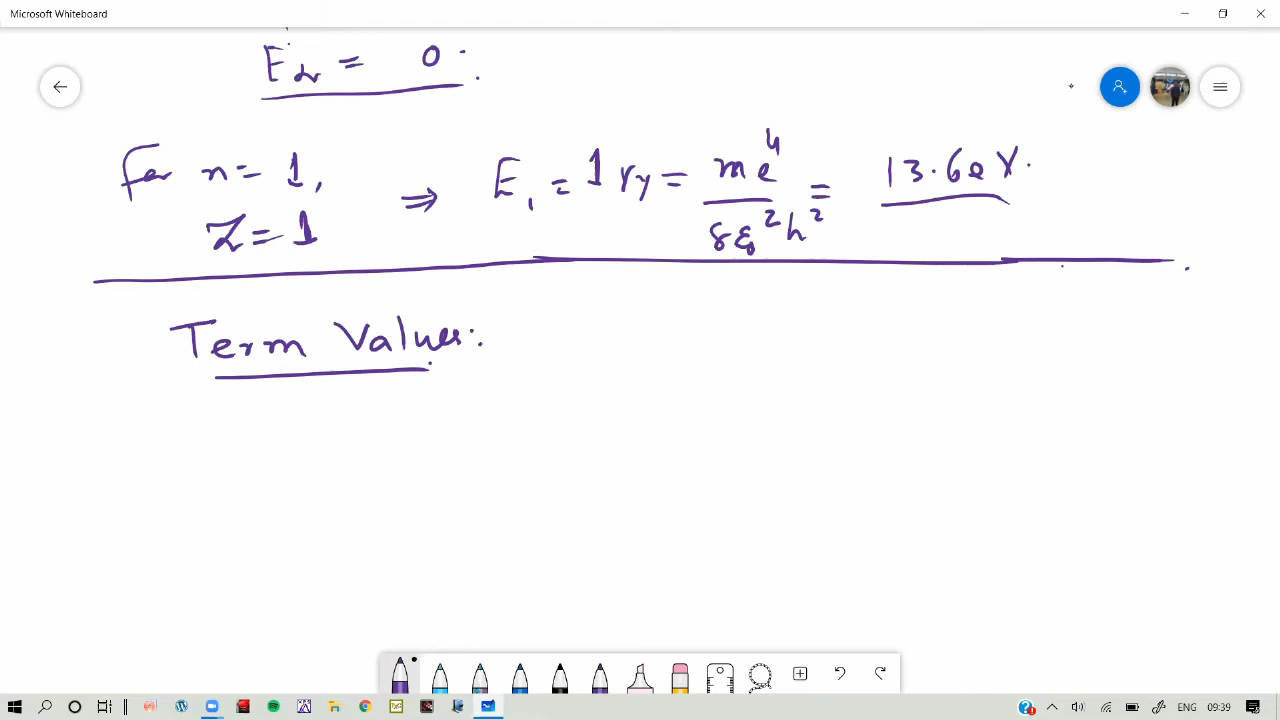 Microsoft Whiteboard
E∞ = 0.
For n = 1, ⇒ E₁ = 1 ry = me⁴/8ε₀²h² = 13.6 eV.
Z = 1
Term Values:
ENG 09:39